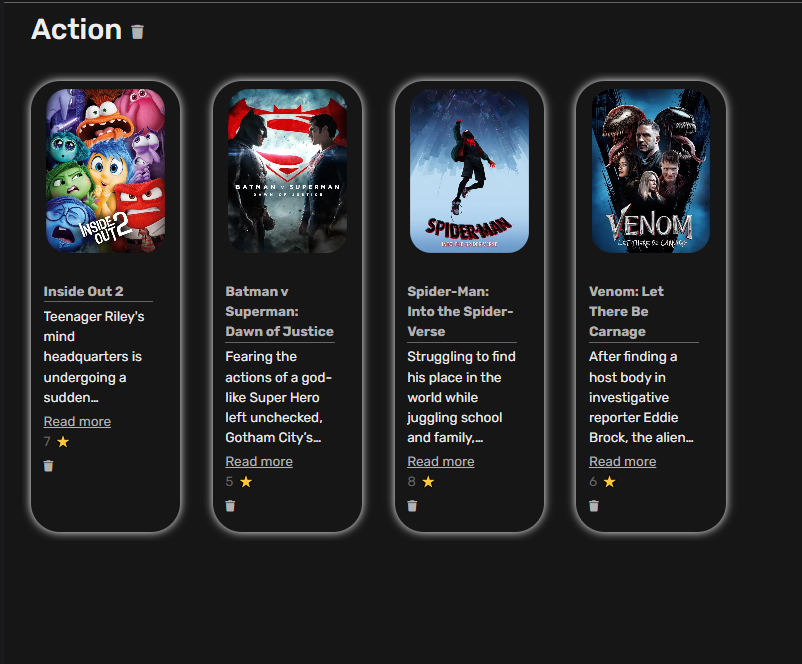 Action
INSIDE
OUT 2
BATMAN V SUPERMAN
DAWN OF JUSTICE
SPIDER-MAN
INTO THE SPIDER-VERSE
VENOM
LET THERE BE CARNAGE
Inside Out 2
Teenager Riley's
mind
headquarters is
undergoing a
sudden…
Read more
7
Batman v
Superman:
Dawn of Justice
Fearing the
actions of a god-
like Super Hero
left unchecked,
Gotham City's…
Read more
5
Spider-Man:
Into the Spider-
Verse
Struggling to find
his place in the
world while
juggling school
and family,…
Read more
8
Venom: Let
There Be
Carnage
After finding a
host body in
investigative
reporter Eddie
Brock, the alien…
Read more
6